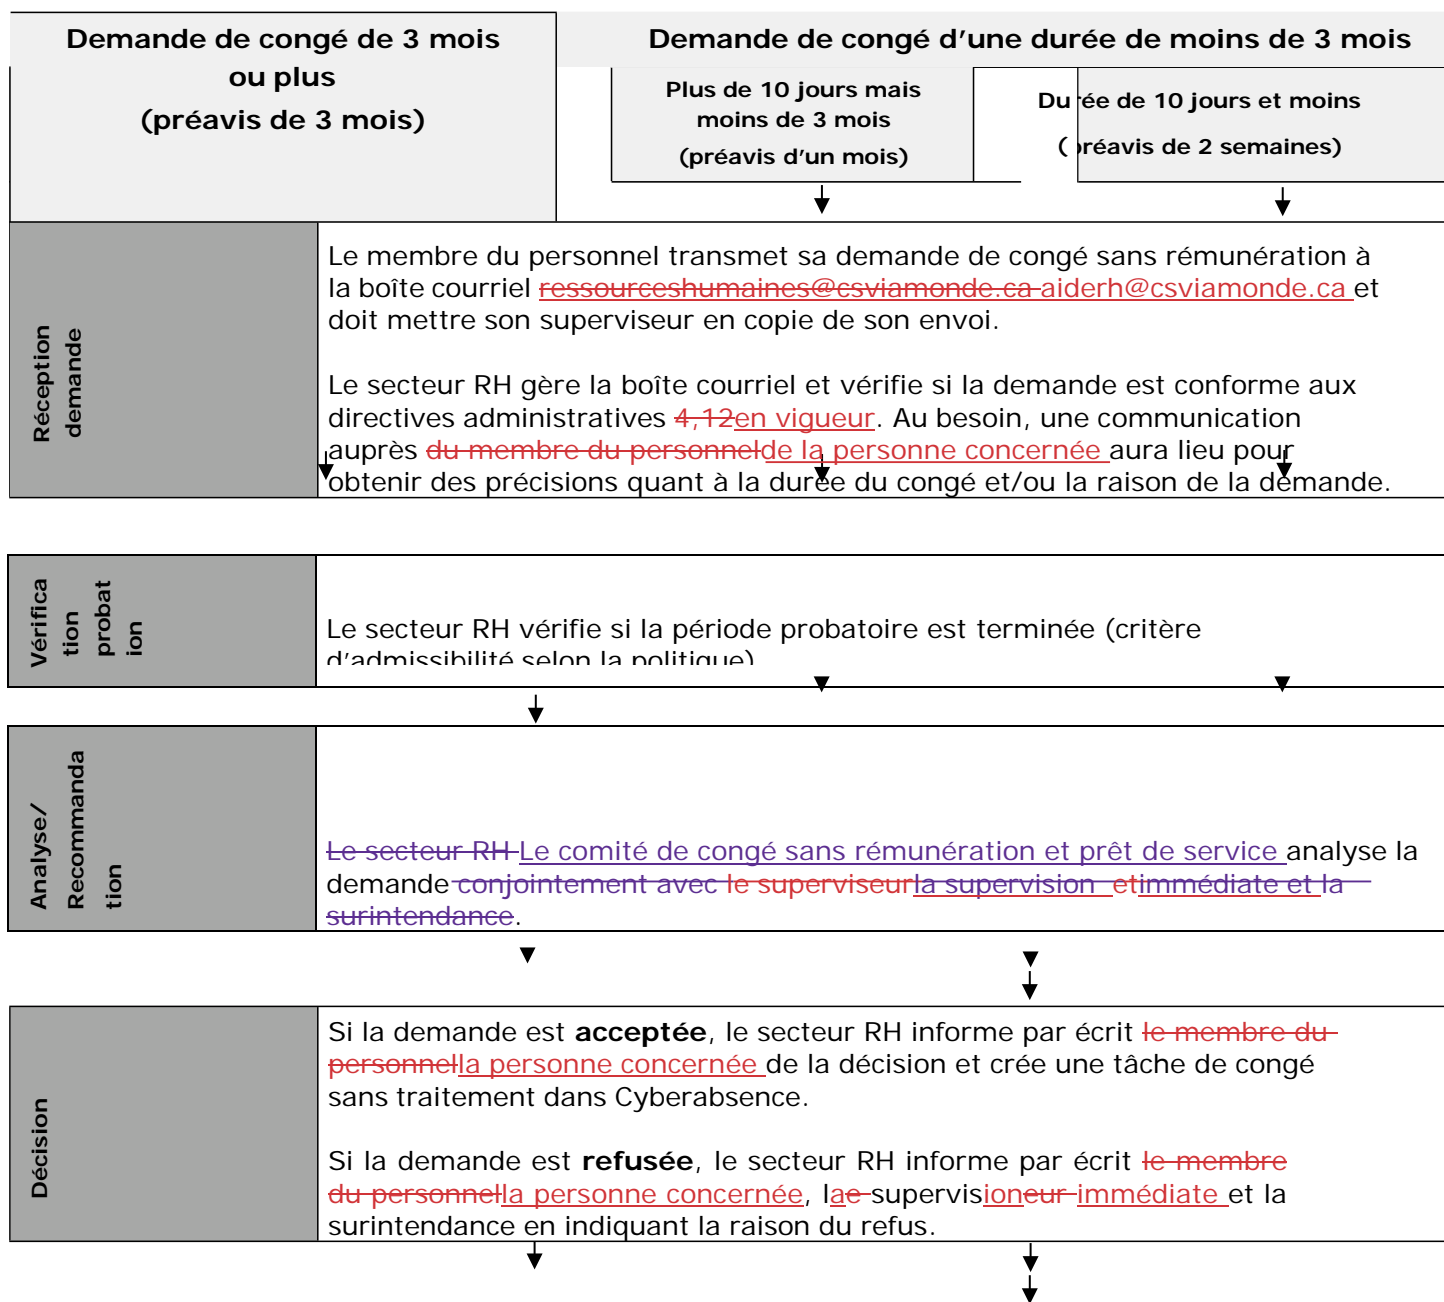 Demande de congé de 3 mois
ou plus
(préavis de 3 mois)
Demande de congé d’une durée de moins de 3 mois
Plus de 10 jours mais
moins de 3 mois
(préavis d’un mois)
Durée de 10 jours et moins
(préavis de 2 semaines)
Réception
demande
Le membre du personnel transmet sa demande de congé sans rémunération à
la boîte courriel ressourceshumaines@csviamonde.ca aiderh@csviamonde.ca et
doit mettre son superviseur en copie de son envoi.
Le secteur RH gère la boîte courriel et vérifie si la demande est conforme aux
directives administratives 4,12en vigueur. Au besoin, une communication
auprès du membre du personnelde la personne concernée aura lieu pour
obtenir des précisions quant à la durée du congé et/ou la raison de la demande.
Vérifica
tion
probat
ion
Le secteur RH vérifie si la période probatoire est terminée (critère
d’admissibilité selon la politique)
Analyse/
Recommanda
tion
Le secteur RH Le comité de congé sans rémunération et prêt de service analyse la
demande conjointement avec le superviseurla supervision etimmédiate et la
surintendance.
Décision
Si la demande est acceptée, le secteur RH informe par écrit le membre du
personnella personne concernée de la décision et crée une tâche de congé
sans traitement dans Cyberabsence.
Si la demande est refusée, le secteur RH informe par écrit le membre
du personnella personne concernée, lae supervisioneur immédiate et la
surintendance en indiquant la raison du refus.